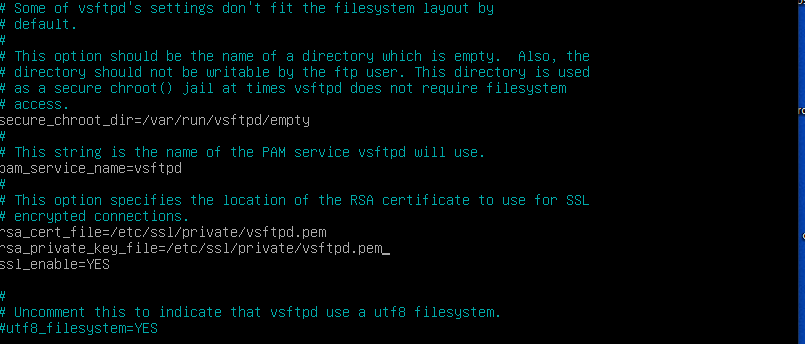 # Some of vsftpd's settings don't fit the filesystem layout by
# default.
#
# This option should be the name of a directory which is empty.  Also, the
# directory should not be writable by the ftp user. This directory is used
# as a secure chroot() jail at times vsftpd does not require filesystem
# access.
secure_chroot_dir=/var/run/vsftpd/empty
#
# This string is the name of the PAM service vsftpd will use.
pam_service_name=vsftpd
#
# This option specifies the location of the RSA certificate to use for SSL
# encrypted connections.
rsa_cert_file=/etc/ssl/private/vsftpd.pem
rsa_private_key_file=/etc/ssl/private/vsftpd.pem
ssl_enable=YES
#
# Uncomment this to indicate that vsftpd use a utf8 filesystem.
#utf8_filesystem=YES